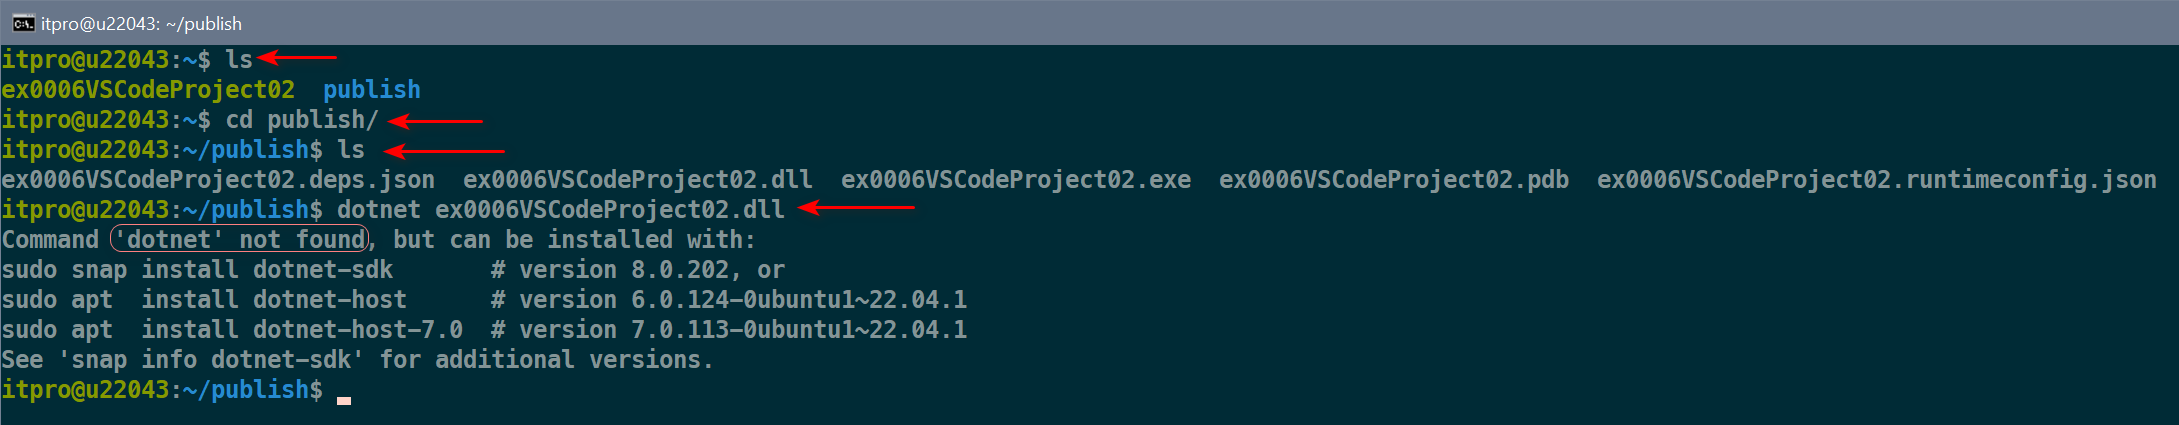 itpro@u22043: ~/publish
itpro@u22043:~$ ls
ex0006VSCodeProject02  publish
itpro@u22043:~$ cd publish/
itpro@u22043:~/publish$ ls
ex0006VSCodeProject02.deps.json  ex0006VSCodeProject02.dll  ex0006VSCodeProject02.exe  ex0006VSCodeProject02.pdb  ex0006VSCodeProject02.runtimeconfig.json
itpro@u22043:~/publish$ dotnet ex0006VSCodeProject02.dll
Command 'dotnet' not found, but can be installed with:
sudo snap install dotnet-sdk       # version 8.0.202, or
sudo apt  install dotnet-host      # version 6.0.124-0ubuntu1~22.04.1
sudo apt  install dotnet-host-7.0  # version 7.0.113-0ubuntu1~22.04.1
See 'snap info dotnet-sdk' for additional versions.
itpro@u22043:~/publish$